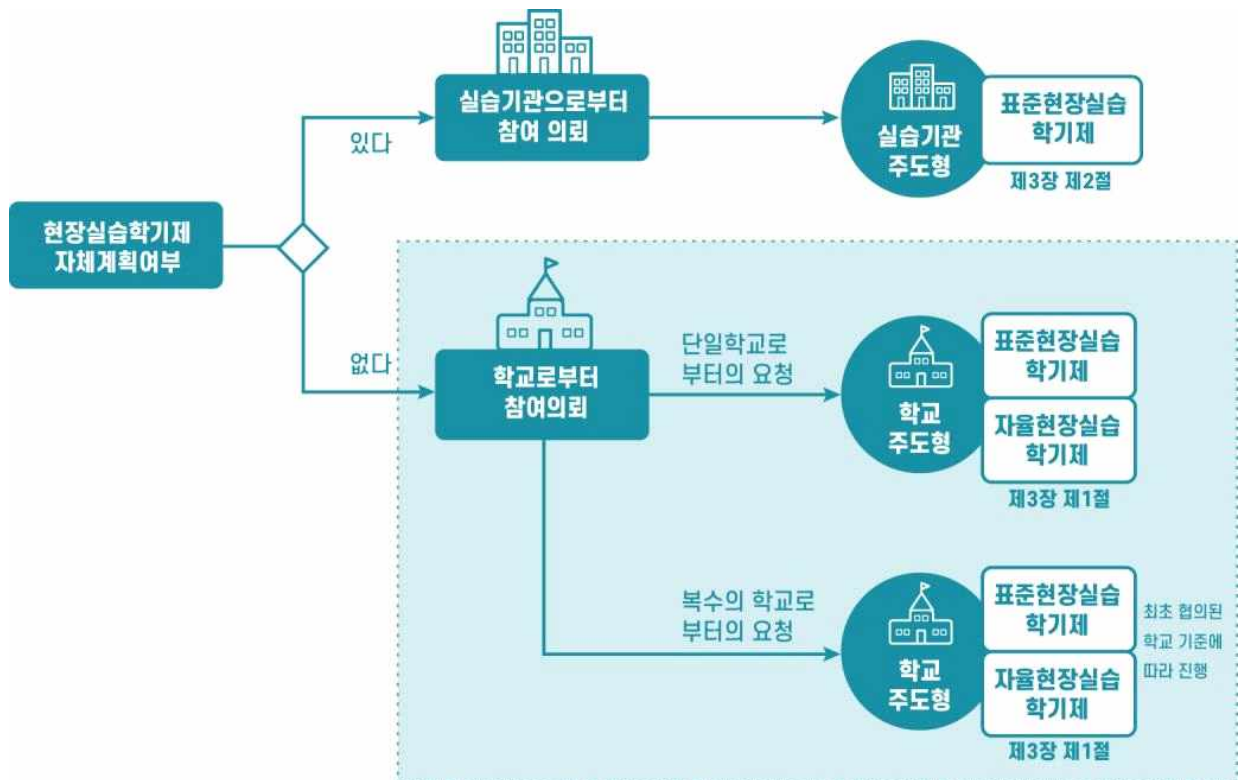 실습기관으로부터
참여 의뢰
있다
실습기관
주도형
표준현장실습
학기제
제3장 제2절
현장실습학기제
자체계획여부
없다
학교로부터
참여의뢰
단일학교로
부터의 요청
학교
주도형
표준현장실습
학기제
자율현장실습
학기제
제3장 제1절
복수의 학교로
부터의 요청
학교
주도형
표준현장실습
학기제
자율현장실습
학기제
최초 협의된
학교 기준에
따라 진행
제3장 제1절